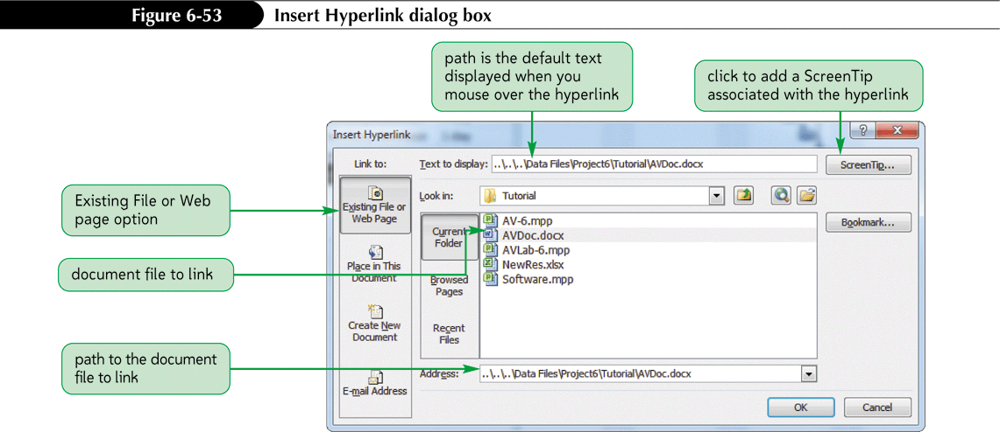 Figure 6-53 Insert Hyperlink dialog box
path is the default text
displayed when you
mouse over the hyperlink
click to add a ScreenTip
associated with the hyperlink
Insert Hyperlink
Link to:
Text to display: ..\..\..\Data Files\Project6\Tutorial\AVDoc.docx
ScreenTip...
Existing File or Web
page option
Existing File or
Web Page
Look in: Tutorial
Current
Folder
AV-6.mpp
AVDoc.docx
AVLab-6.mpp
NewRes.xlsx
Software.mpp
Bookmark...
document file to link
Place in This
Document
Browsed
Pages
Create New
Document
Recent
Files
path to the document
file to link
Address: ..\..\..\Data Files\Project6\Tutorial\AVDoc.docx
E-mail Address
OK
Cancel